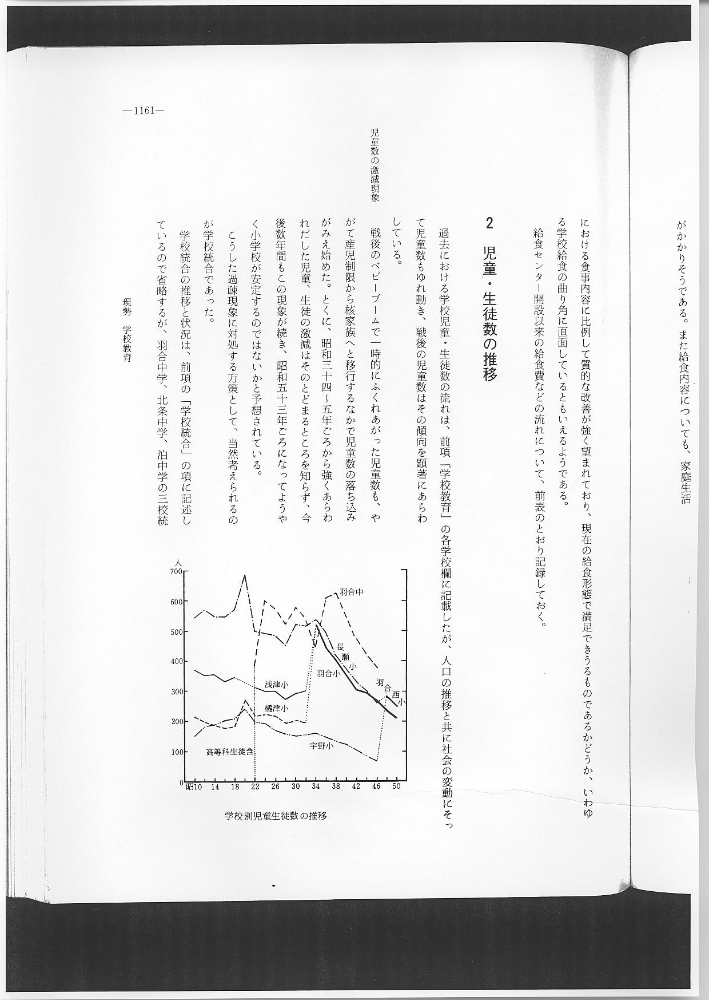 がかかりそうである。また給食内容についても、家庭生活
における食事内容に比例して質的な改善が強く望まれており、現在の給食形態で満足できうるものであるかどうか、いわゆ
る学校給食の曲り角に直面しているともいえるようである。
給食センター開設以来の給食費などの流れについて、前表のとおり記録しておく。
2 児童・生徒数の推移
過去における学校児童・生徒数の流れは、前項「学校教育」の各学校欄に記載したが、人口の推移と共に社会の変動にそっ
て児童数もゆれ動き、戦後の児童数はその傾向を顕著にあらわ
している。
児童数の激減現象
戦後のベビーブームで一時的にふくれあがった児童数も、や
がて産児制限から核家族へと移行するなかで児童数の落ち込み
がみえ始めた。とくに、昭和三十四〜五年ごろから強くあらわ
れだした児童、生徒の激減はそのとどまるところを知らず、今
後数年間もこの現象が続き、昭和五十三年ごろになってようや
く小学校が安定するのではないかと予想されている。
こうした過疎現象に対処する方策として、当然考えられるの
が学校統合であった。
学校統合の推移と状況は、前項の「学校統合」の項に記述し
ているので省略するが、羽合中学、北条中学、泊中学の三校統
人
700
600
500
400
300
200
100
0
昭10 14 18 22 26 30 34 38 42 46 50
羽合中
長瀬小
羽合小
羽合西小
浅津小
橘津小
宇野小
高等科生徒含
学校別児童生徒数の推移
現勢 学校教育
—1161—